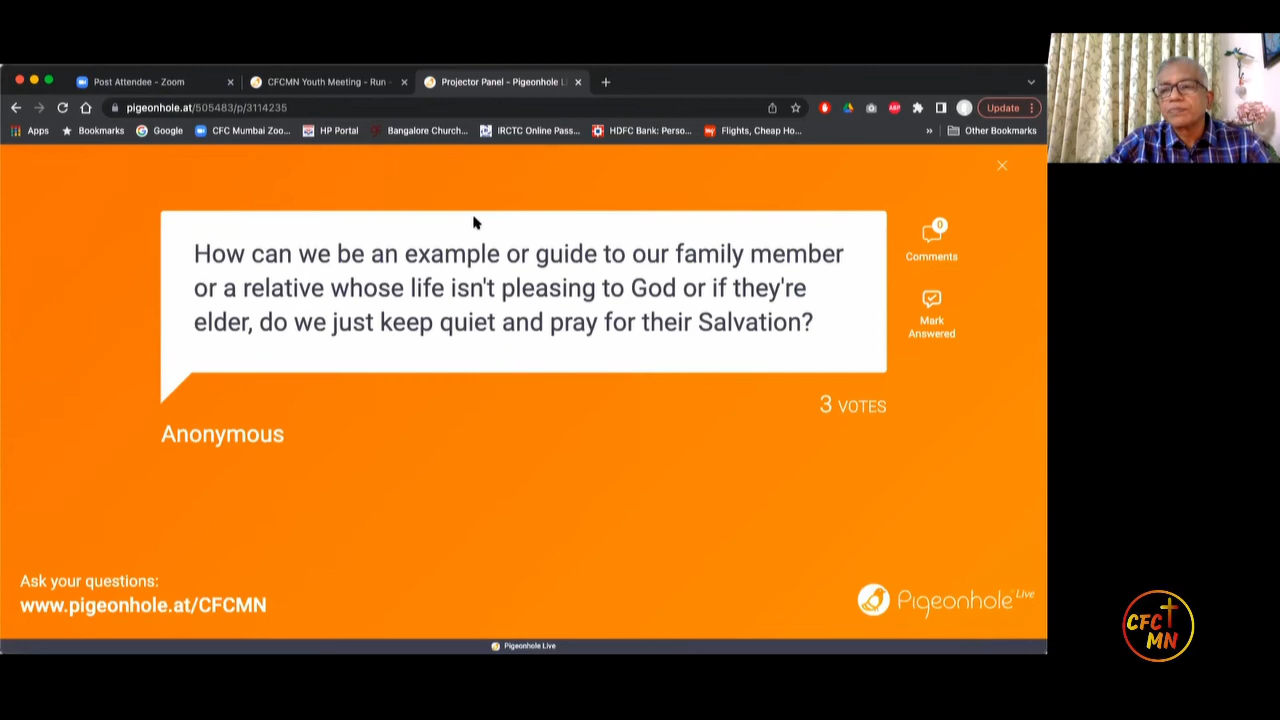 Post Attendee - Zoom
CFCMN Youth Meeting - Run
Projector Panel - Pigeonhole Li
pigeonhole.at/505483/p/3114235
Update
Apps
Bookmarks
Google
CFC Mumbai Zoo...
HP Portal
Bangalore Church,...
IRCTC Online Pass...
HDFC Bank: Perso...
Flights, Cheap Ho...
»
Other Bookmarks
How can we be an example or guide to our family member
or a relative whose life isn't pleasing to God or if they're
elder, do we just keep quiet and pray for their Salvation?
0
Comments
Mark
Answered
3 VOTES
Anonymous
Ask your questions:
www.pigeonhole.at/CFCMN
Pigeonhole Live
Pigeonhole Live
CFC
MN